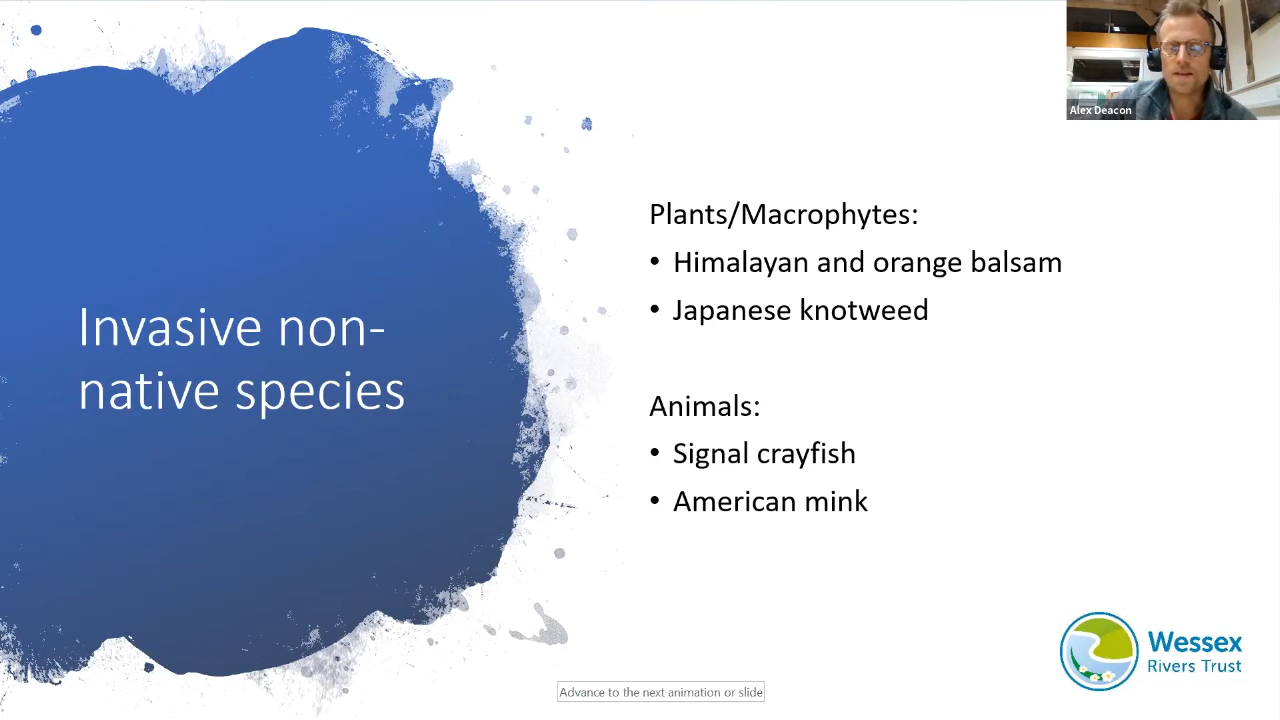 Alex Deacon
Invasive non-
native species
Plants/Macrophytes:
• Himalayan and orange balsam
• Japanese knotweed
Animals:
• Signal crayfish
• American mink
Wessex
Rivers Trust
Advance to the next animation or slide